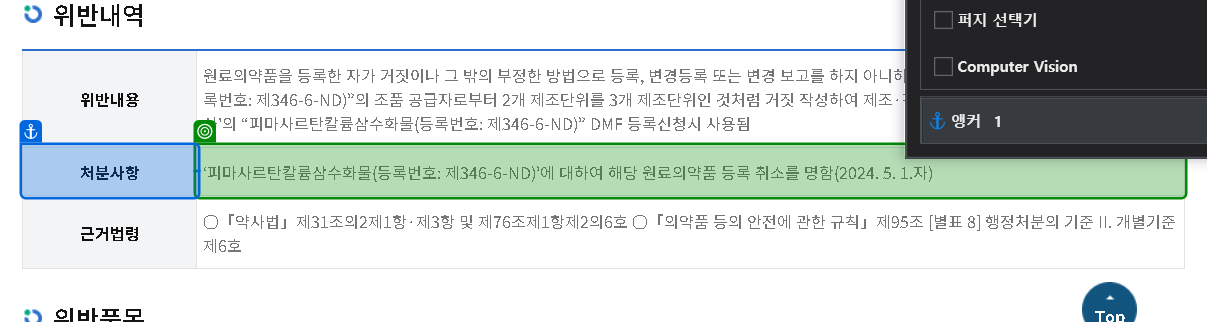 위반내역
퍼지 선택기
Computer Vision
앵커 1
위반내용
원료의약품을 등록한 자가 거짓이나 그 밖의 부정한 방법으로 등록, 변경등록 또는 변경 보고를 하지 아니하
록번호: 제346-6-ND)”의 조품 공급자로부터 2개 제조단위를 3개 제조단위인 것처럼 거짓 작성하여 제조·
’의 “피마사르탄칼륨삼수화물(등록번호: 제346-6-ND)” DMF 등록신청시 사용됨
처분사항
‘피마사르탄칼륨삼수화물(등록번호: 제346-6-ND)’에 대하여 해당 원료의약품 등록 취소를 명함(2024. 5. 1.자)
근거법령
○「약사법」제31조의2제1항·제3항 및 제76조제1항제2의6호 ○「의약품 등의 안전에 관한 규칙」제95조 [별표 8] 행정처분의 기준 II. 개별기준
제6호
위반품목
Top